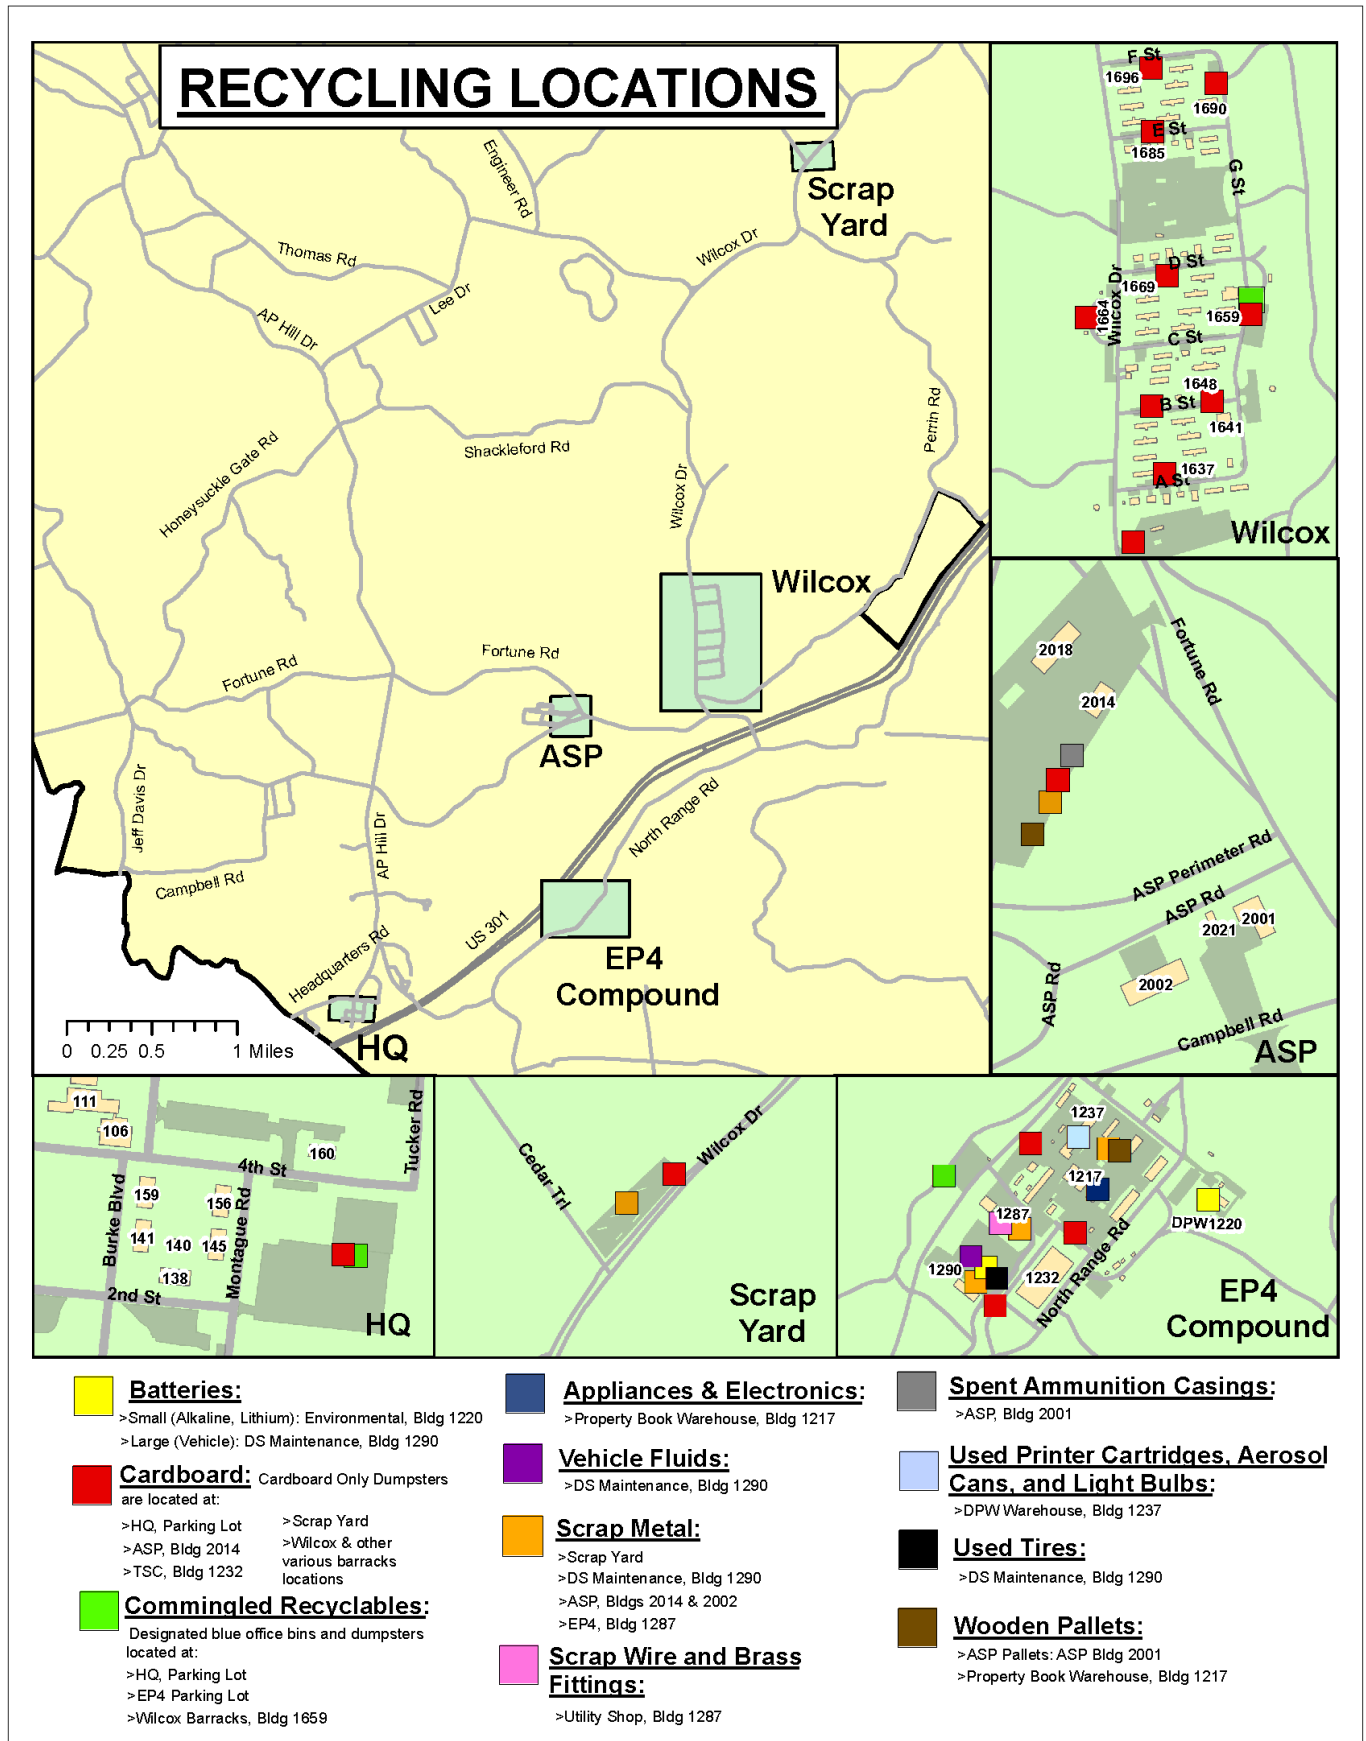 RECYCLING LOCATIONS
Engineer Rd
Scrap
Yard
Thomas Rd
Wilcox Dr
Lee Dr
AP Hill Dr
Perrin Rd
Honeysuckle Gate Rd
Shackleford Rd
Wilcox Dr
Wilcox
Fortune Rd
Fortune Rd
ASP
Jeff Davis Dr
AP Hill Dr
North Range Rd
Campbell Rd
US 301
Headquarters Rd
EP4
Compound
HQ
0 0.25 0.5 1 Miles
F St
1696
1690
E St
1685
G St
D St
1669
Wilcox Dr
1664
1659
C St
1648
B St
1641
1637
A St
Wilcox
2018
Fortune Rd
2014
ASP Perimeter Rd
ASP Rd
2001
2021
2002
ASP Rd
Campbell Rd
ASP
111
106
Tucker Rd
160
4th St
Burke Blvd
159
156
Montague Rd
141
140
145
138
2nd St
HQ
Cedar Trl
Wilcox Dr
Scrap
Yard
1237
1217
1287
DPW1220
1290
1232
North Range Rd
EP4
Compound
Batteries:
>Small (Alkaline, Lithium): Environmental, Bldg 1220
>Large (Vehicle): DS Maintenance, Bldg 1290
Cardboard: Cardboard Only Dumpsters
are located at:
>HQ, Parking Lot
>ASP, Bldg 2014
>TSC, Bldg 1232
>Scrap Yard
>Wilcox & other
various barracks
locations
Commingled Recyclables:
Designated blue office bins and dumpsters
located at:
>HQ, Parking Lot
>EP4 Parking Lot
>Wilcox Barracks, Bldg 1659
Appliances & Electronics:
>Property Book Warehouse, Bldg 1217
Vehicle Fluids:
>DS Maintenance, Bldg 1290
Scrap Metal:
>Scrap Yard
>DS Maintenance, Bldg 1290
>ASP, Bldgs 2014 & 2002
>EP4, Bldg 1287
Scrap Wire and Brass
Fittings:
>Utility Shop, Bldg 1287
Spent Ammunition Casings:
>ASP, Bldg 2001
Used Printer Cartridges, Aerosol
Cans, and Light Bulbs:
>DPW Warehouse, Bldg 1237
Used Tires:
>DS Maintenance, Bldg 1290
Wooden Pallets:
>ASP Pallets: ASP Bldg 2001
>Property Book Warehouse, Bldg 1217